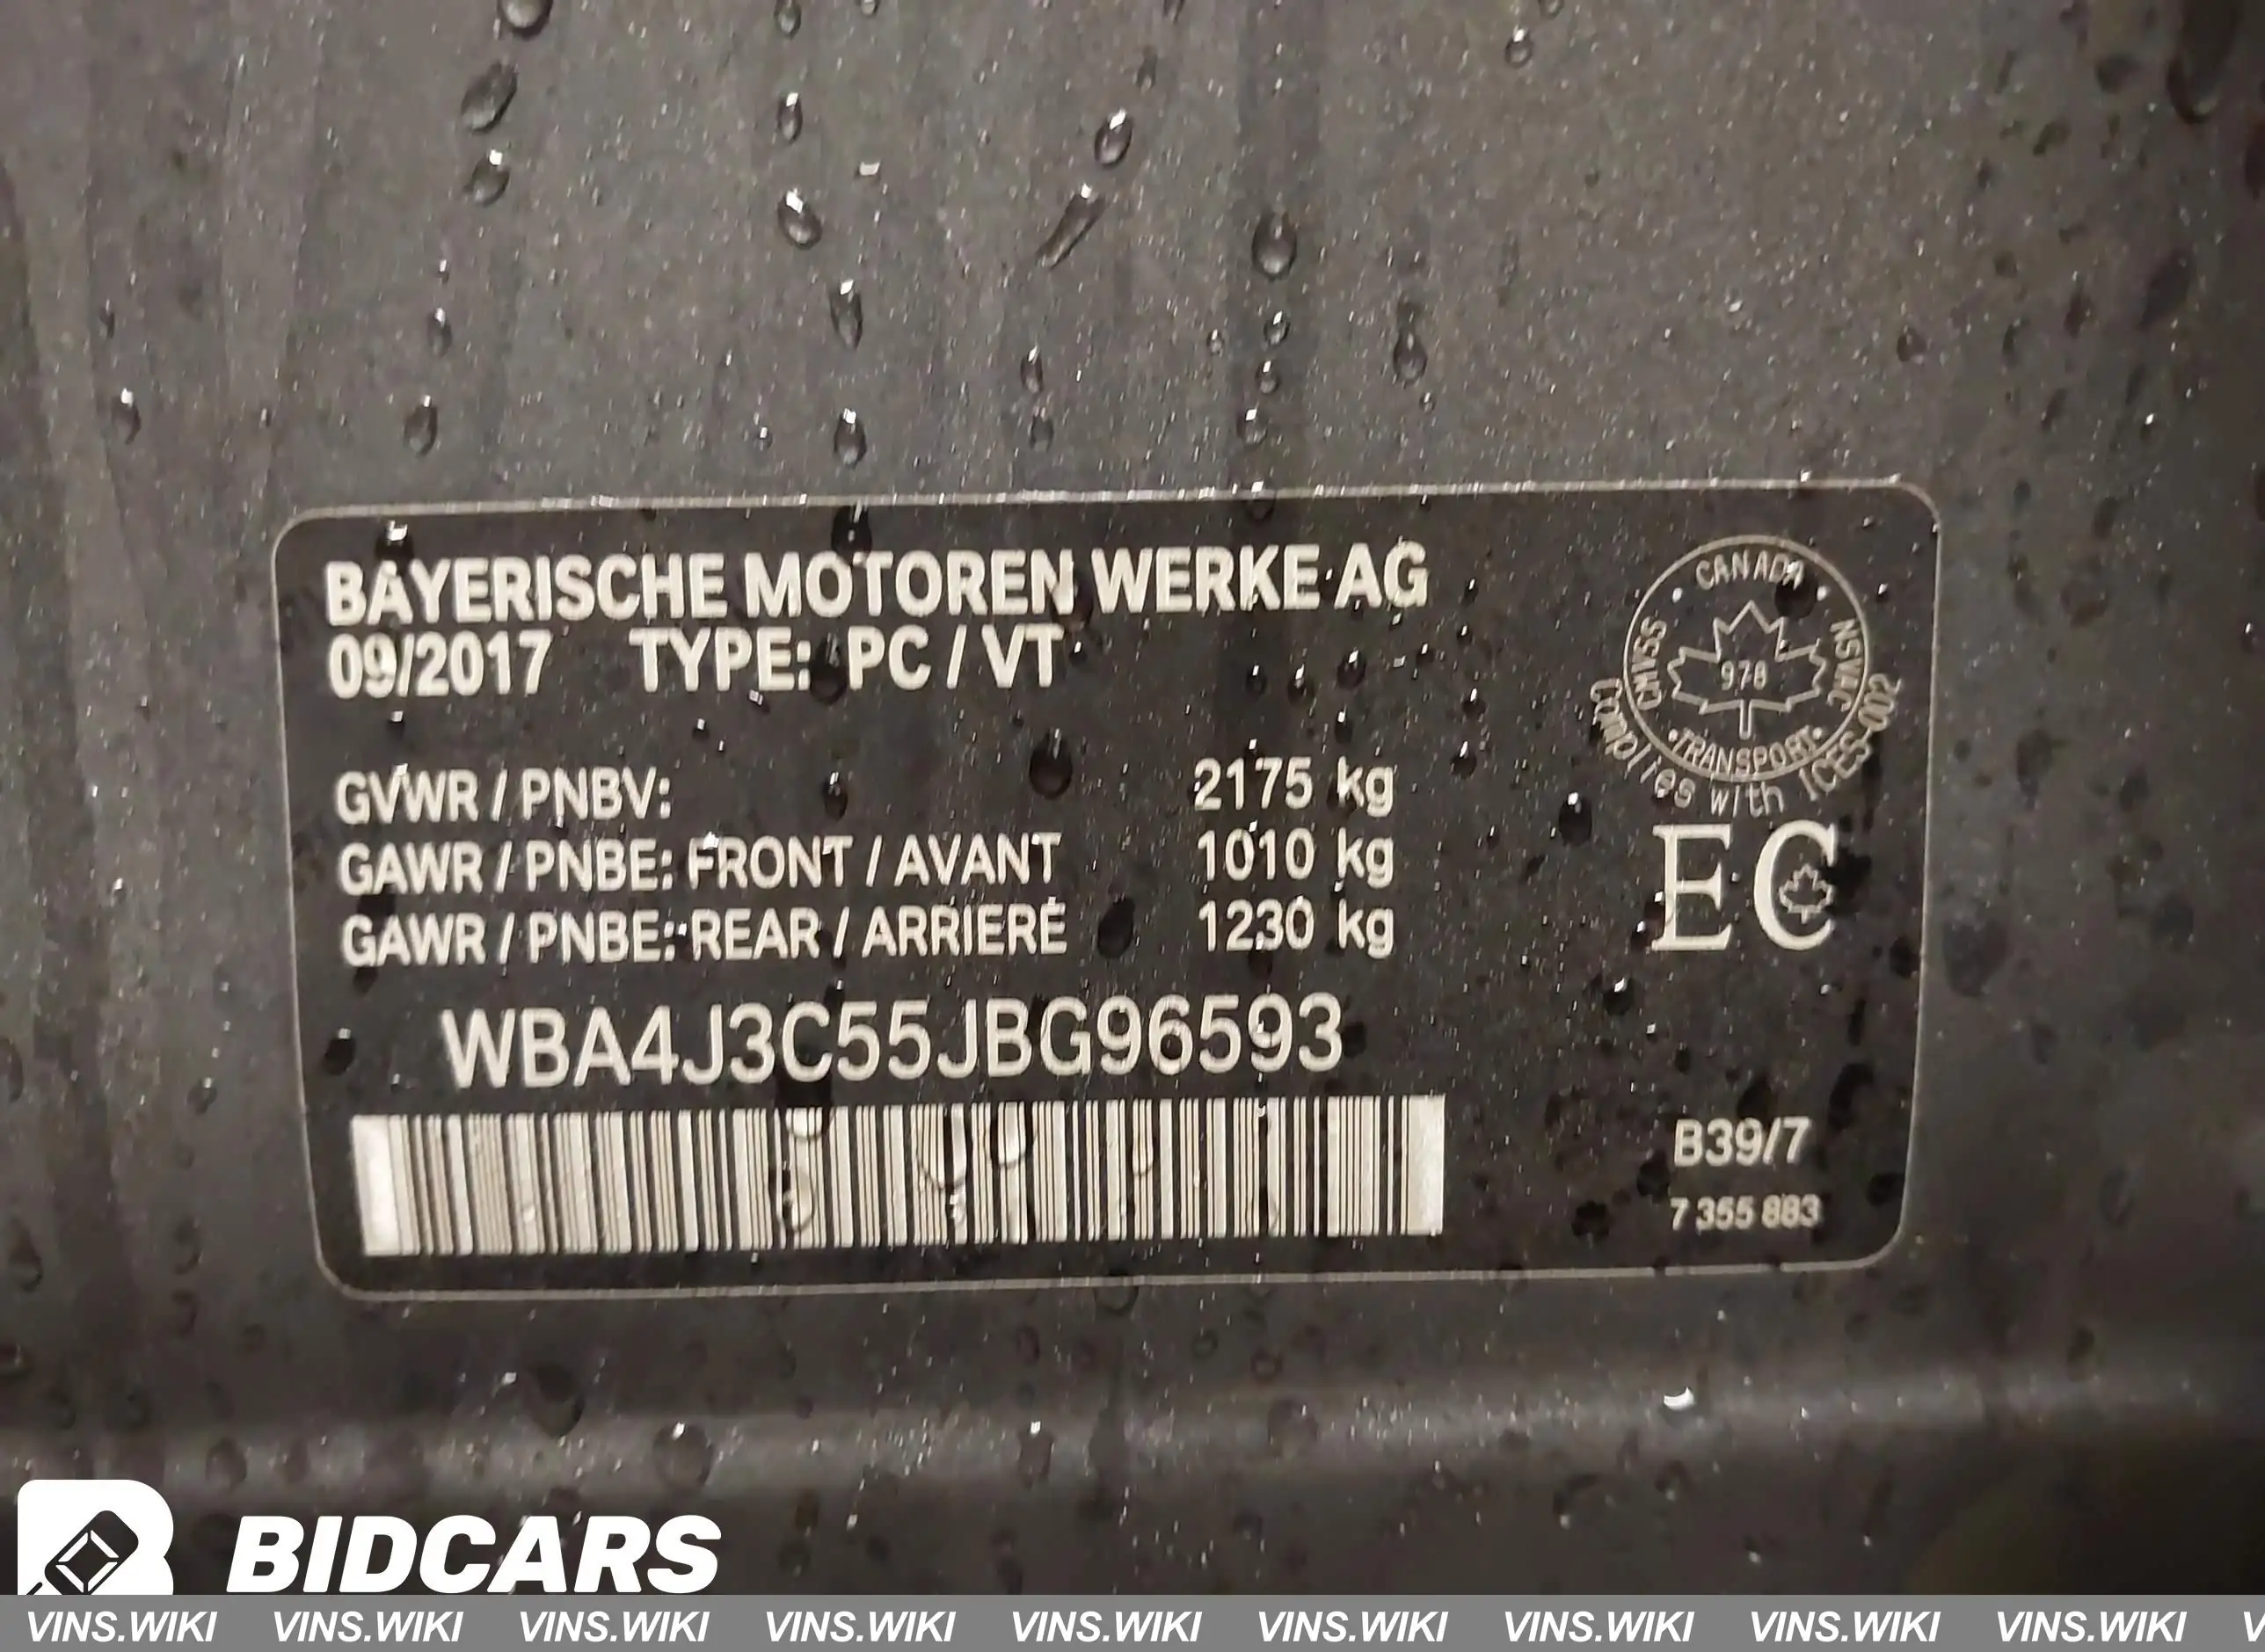 BAYERISCHE MOTOREN WERKE AG
09/2017 TYPE: PC / VT
GVWR / PNBV: 2175 kg
GAWR / PNBE: FRONT / AVANT 1010 kg
GAWR / PNBE: REAR / ARRIERE 1230 kg
WBA4J3C55JBG96593
CANADA
CMVSS
978
NSVAC
TRANSPORT
Complies with ICES-002
EC
B39/7
7 355 883
BIDCARS
VINS.WIKI VINS.WIKI VINS.WIKI VINS.WIKI VINS.WIKI VINS.WIKI VINS.WIKI VINS.WIKI VINS.WIKI V